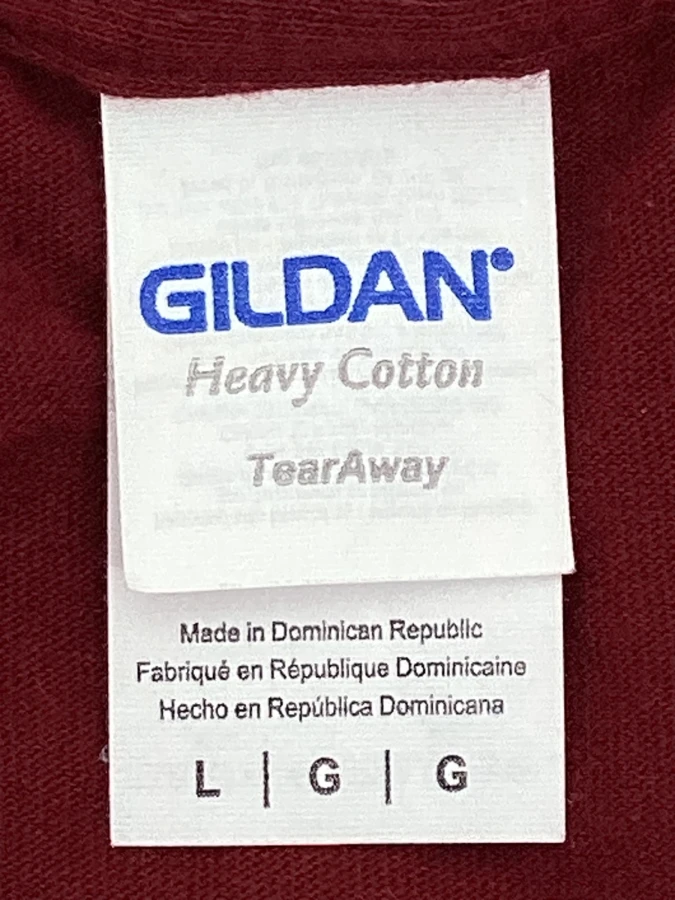 GILDAN
Heavy Cotton
TearAway
Made in Dominican Republic
Fabriqué en République Dominicaine
Hecho en República Dominicana
L | G | G